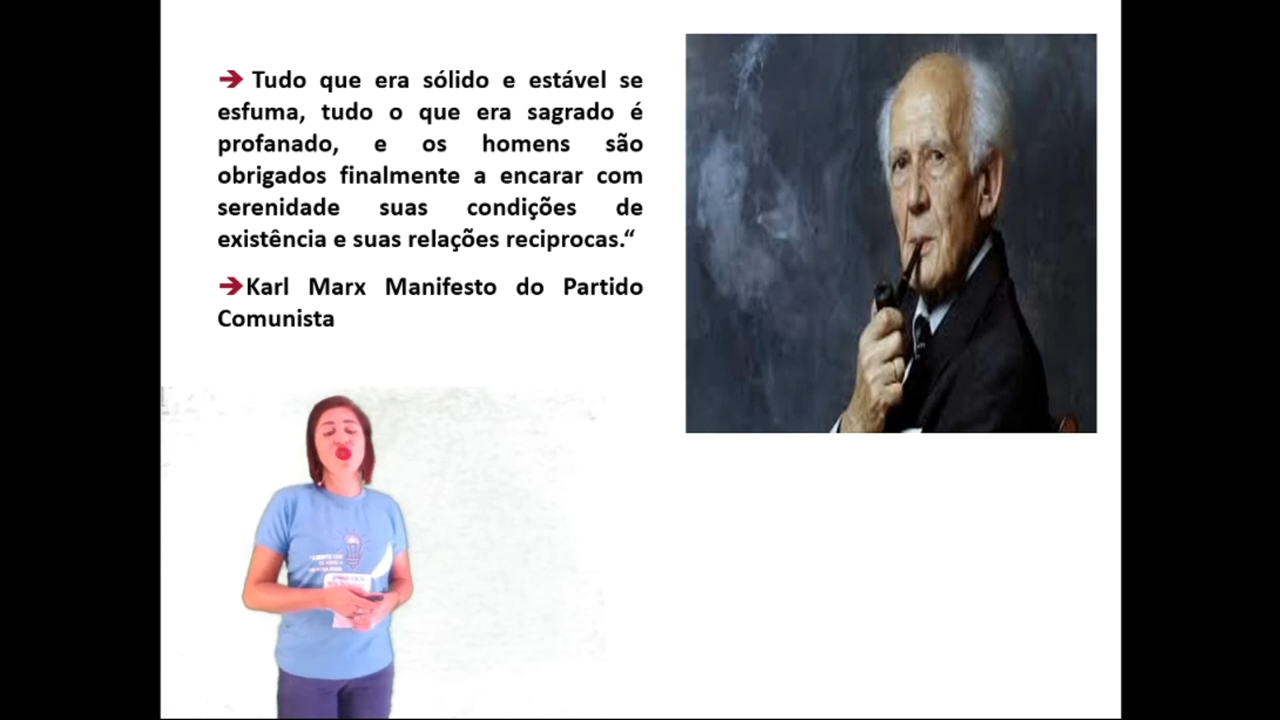 ➔ Tudo que era sólido e estável se
esfuma, tudo o que era sagrado é
profanado, e os homens são
obrigados finalmente a encarar com
serenidade suas condições de
existência e suas relações reciprocas.“
➔Karl Marx Manifesto do Partido
Comunista